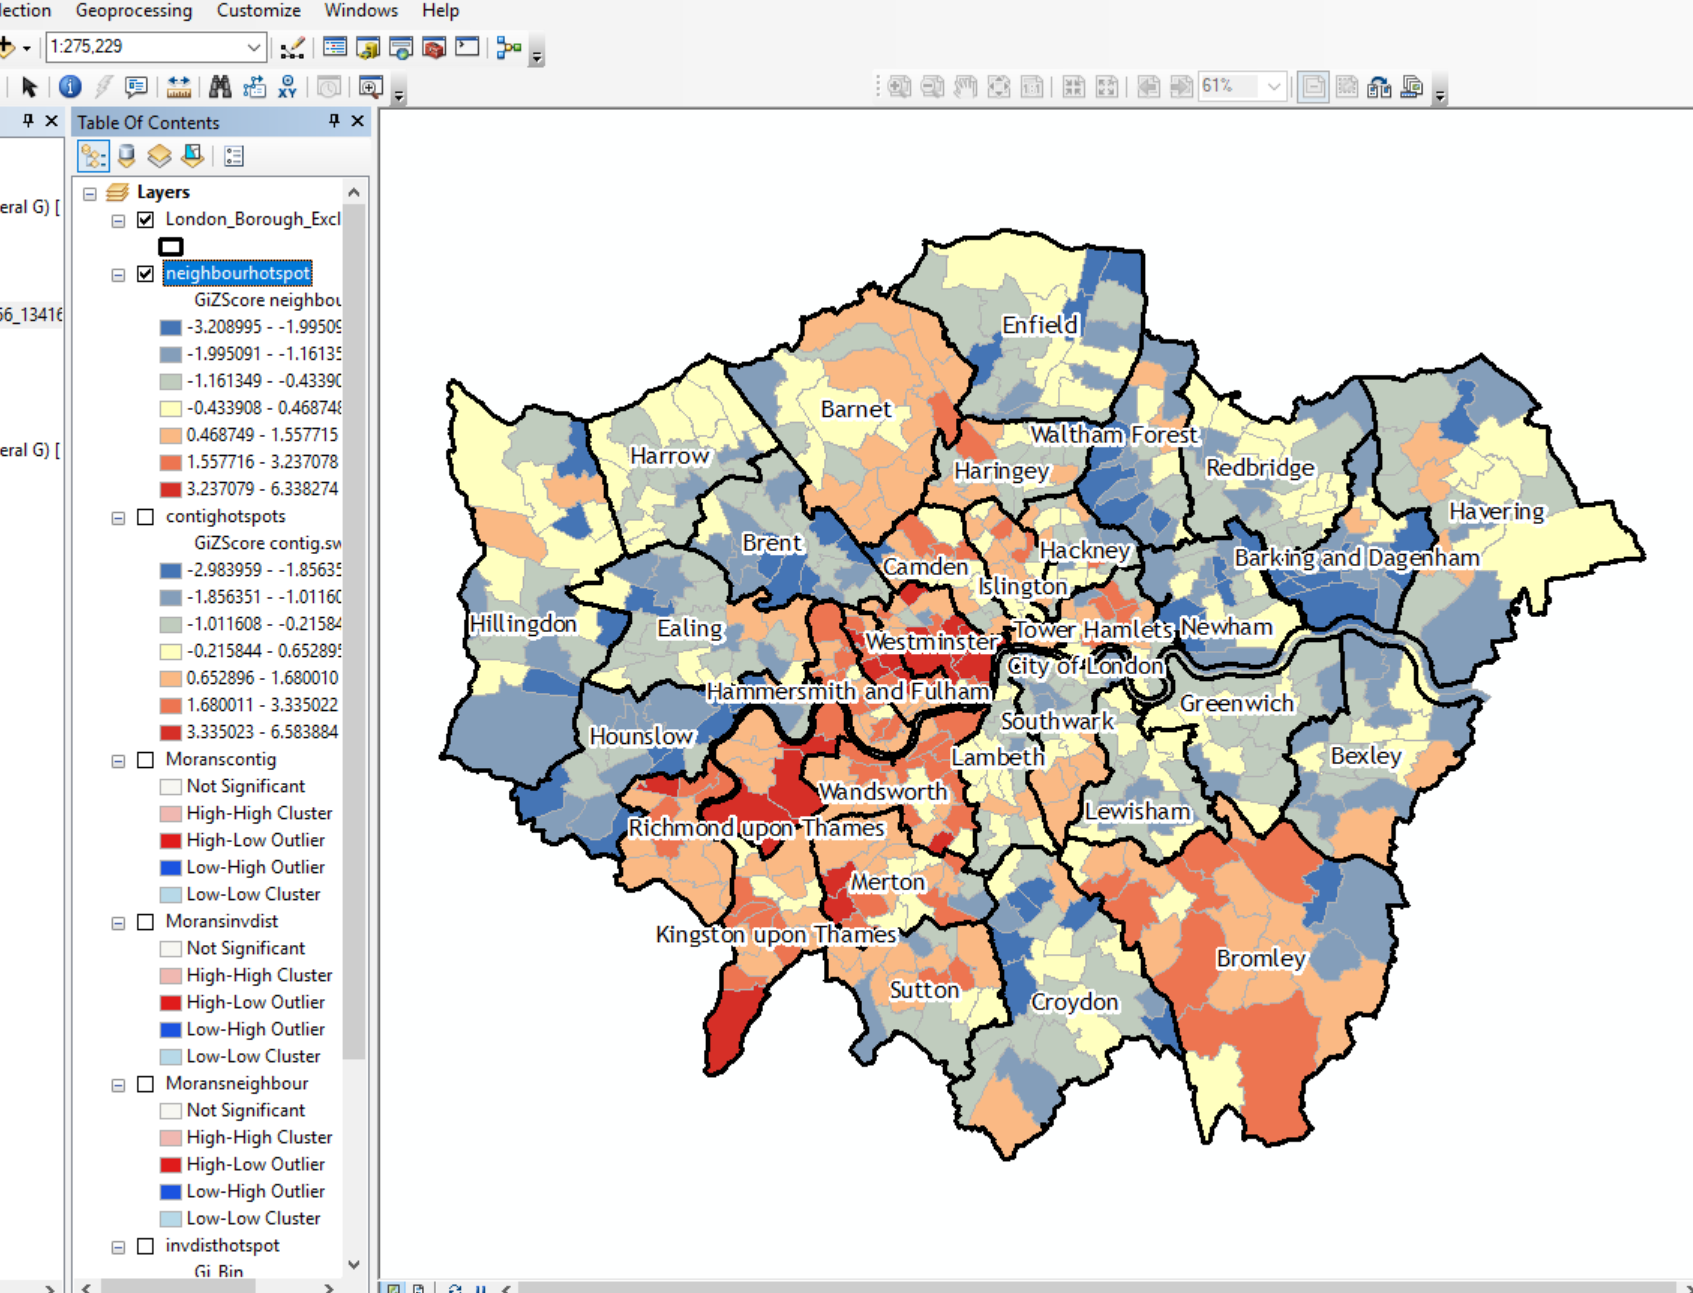 lection Geoprocessing Customize Windows Help
1:275,229
XY 1:1 61%
Table Of Contents
Layers
eral G) [
London_Borough_Excl
neighbourhotspot
GiZScore neighbou
56_13416
-3.208995 - -1.99509
-1.995091 - -1.16135
-1.161349 - -0.43390
-0.433908 - 0.468748
0.468749 - 1.557715
eral G) [
1.557716 - 3.237078
3.237079 - 6.338274
contighotspots
GiZScore contig.sw
-2.983959 - -1.85635
-1.856351 - -1.01160
-1.011608 - -0.21584
-0.215844 - 0.652895
0.652896 - 1.680010
1.680011 - 3.335022
3.335023 - 6.583884
Moranscontig
Not Significant
High-High Cluster
High-Low Outlier
Low-High Outlier
Low-Low Cluster
Moransinvdist
Not Significant
High-High Cluster
High-Low Outlier
Low-High Outlier
Low-Low Cluster
Moransneighbour
Not Significant
High-High Cluster
High-Low Outlier
Low-High Outlier
Low-Low Cluster
invdisthotspot
Gi_Bin
Enfield
Barnet
Waltham Forest
Harrow
Haringey
Redbridge
Havering
Brent
Hackney
Barking and Dagenham
Camden
Islington
Hillingdon
Ealing
Westminster
Tower Hamlets
Newham
City of London
Hammersmith and Fulham
Greenwich
Southwark
Hounslow
Lambeth
Bexley
Wandsworth
Lewisham
Richmond upon Thames
Merton
Kingston upon Thames
Bromley
Sutton
Croydon